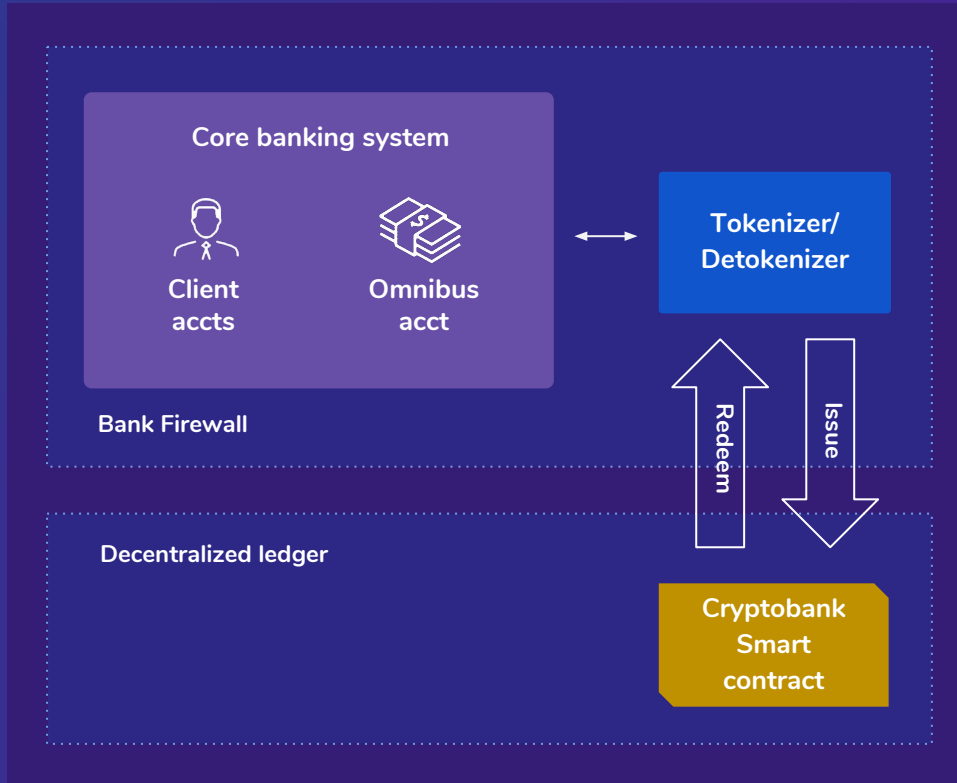 Core banking system
Client
accts
Omnibus
acct
Tokenizer/
Detokenizer
Bank Firewall
Redeem
Issue
Decentralized ledger
Cryptobank
Smart
contract